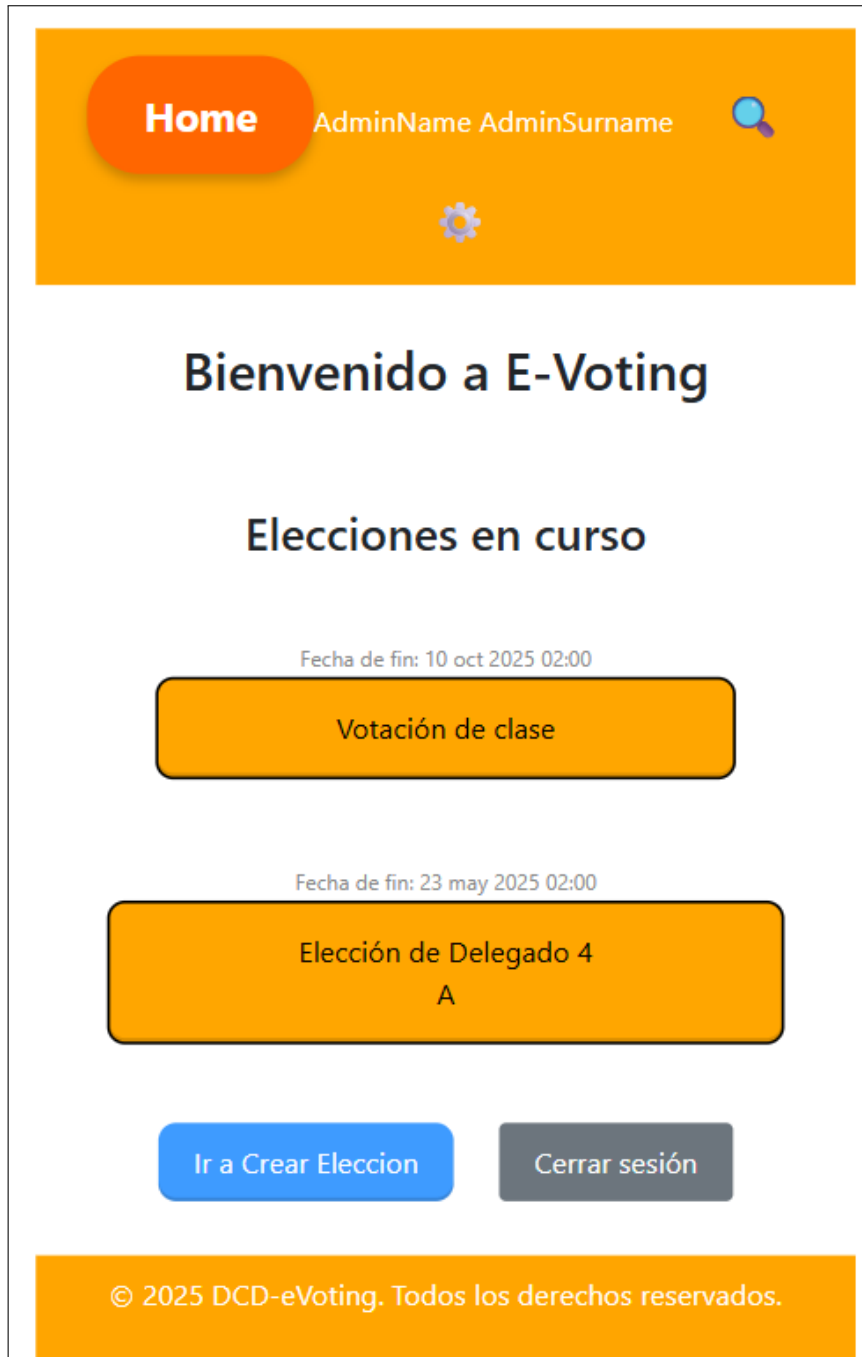 Home AdminName AdminSurname
Bienvenido a E-Voting
Elecciones en curso
Fecha de fin: 10 oct 2025 02:00
Votación de clase
Fecha de fin: 23 may 2025 02:00
Elección de Delegado 4
A
Ir a Crear Eleccion Cerrar sesión
© 2025 DCD-eVoting. Todos los derechos reservados.